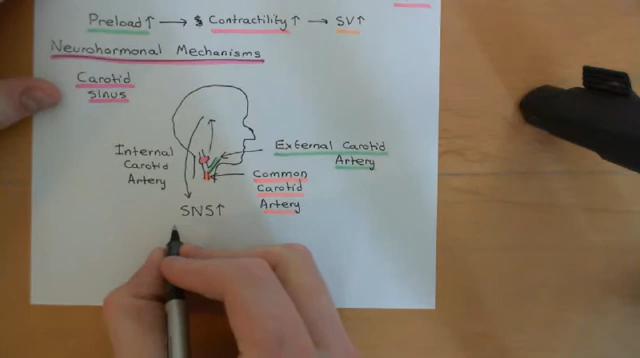 Preload↑ → Contractility↑ → SV↑
Neurohormonal Mechanisms
Carotid
Sinus
Internal
Carotid
Artery
External Carotid
Artery
Common
Carotid
Artery
SNS↑